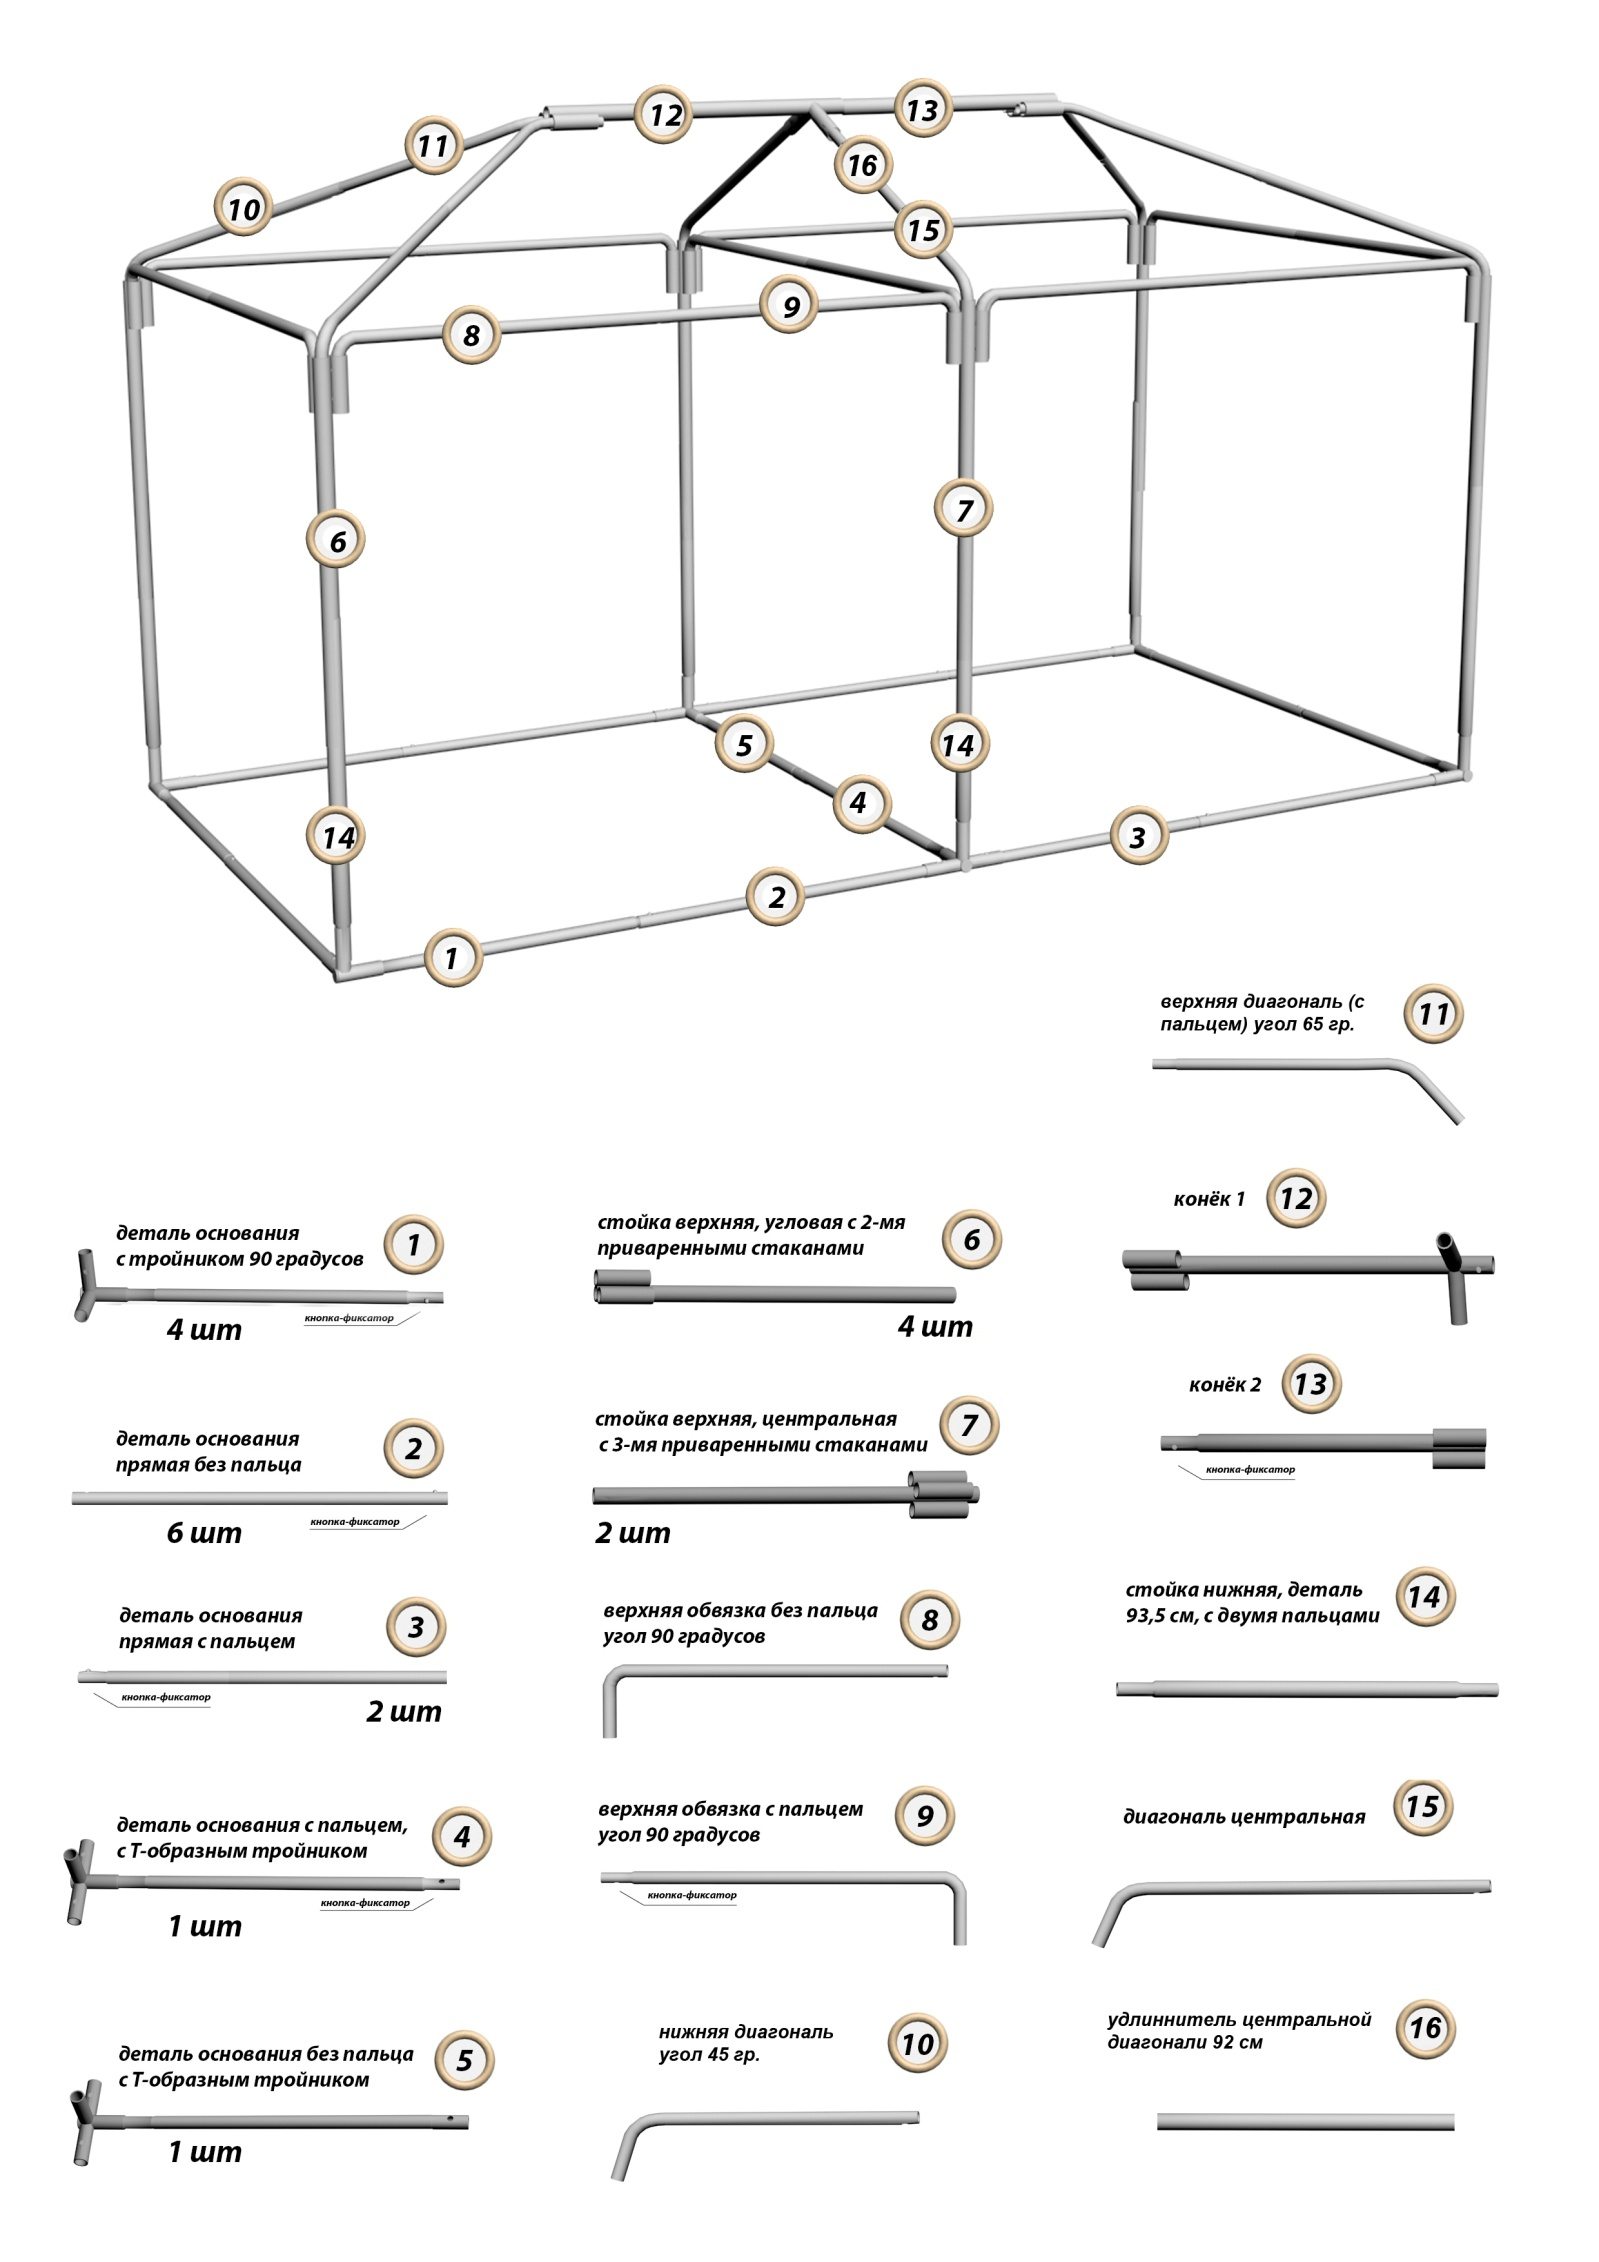 12
13
11
16
10
15
9
8
7
6
5
14
4
14
3
2
1
верхняя диагональ (с
пальцем) угол 65 гр.
11
деталь основания
с тройником 90 градусов
1
кнопка-фиксатор
4 шт
деталь основания
прямая без пальца
2
кнопка-фиксатор
6 шт
деталь основания
прямая с пальцем
3
кнопка-фиксатор
2 шт
деталь основания с пальцем,
с Т-образным тройником
4
кнопка-фиксатор
1 шт
деталь основания без пальца
с Т-образным тройником
5
1 шт
стойка верхняя, угловая с 2-мя
приваренными стаканами
6
4 шт
стойка верхняя, центральная
с 3-мя приваренными стаканами
7
2 шт
верхняя обвязка без пальца
угол 90 градусов
8
верхняя обвязка с пальцем
угол 90 градусов
9
кнопка-фиксатор
нижняя диагональ
угол 45 гр.
10
конёк 1
12
конёк 2
13
кнопка-фиксатор
стойка нижняя, деталь
93,5 см, с двумя пальцами
14
диагональ центральная
15
удлиннитель центральной
диагонали 92 см
16